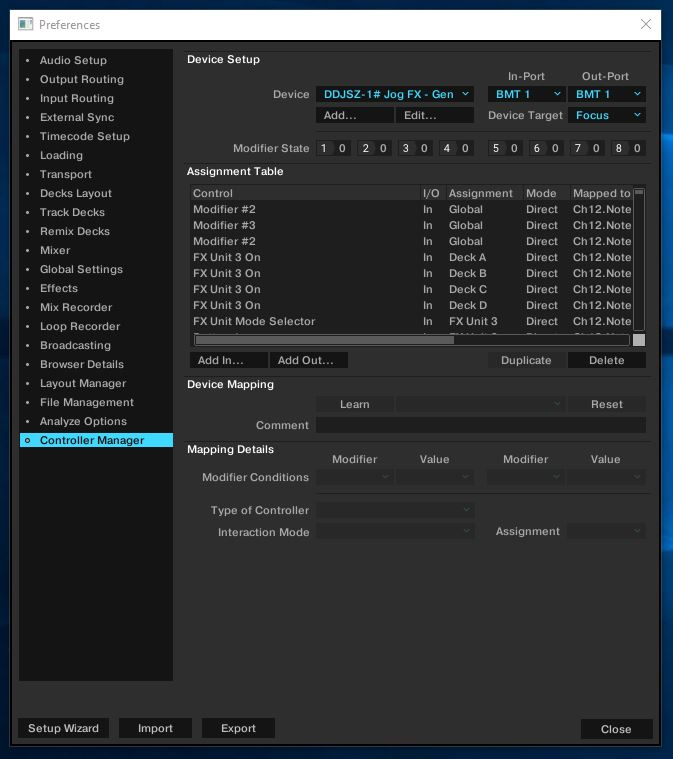 Preferences
Audio Setup
Output Routing
Input Routing
External Sync
Timecode Setup
Loading
Transport
Decks Layout
Track Decks
Remix Decks
Mixer
Global Settings
Effects
Mix Recorder
Loop Recorder
Broadcasting
Browser Details
Layout Manager
File Management
Analyze Options
Controller Manager
Device Setup
In-Port Out-Port
Device DDJSZ-1# Jog FX - Gen BMT 1 BMT 1
Add... Edit... Device Target Focus
Modifier State 1 0 2 0 3 0 4 0 5 0 6 0 7 0 8 0
Assignment Table
Control I/O Assignment Mode Mapped to
Modifier #2 In Global Direct Ch12.Note
Modifier #3 In Global Direct Ch12.Note
Modifier #2 In Global Direct Ch12.Note
FX Unit 3 On In Deck A Direct Ch12.Note
FX Unit 3 On In Deck B Direct Ch12.Note
FX Unit 3 On In Deck C Direct Ch12.Note
FX Unit 3 On In Deck D Direct Ch12.Note
FX Unit Mode Selector In FX Unit 3 Direct Ch12.Note
Add In... Add Out... Duplicate Delete
Device Mapping
Learn Reset
Comment
Mapping Details
Modifier Value Modifier Value
Modifier Conditions
Type of Controller
Interaction Mode Assignment
Setup Wizard Import Export Close